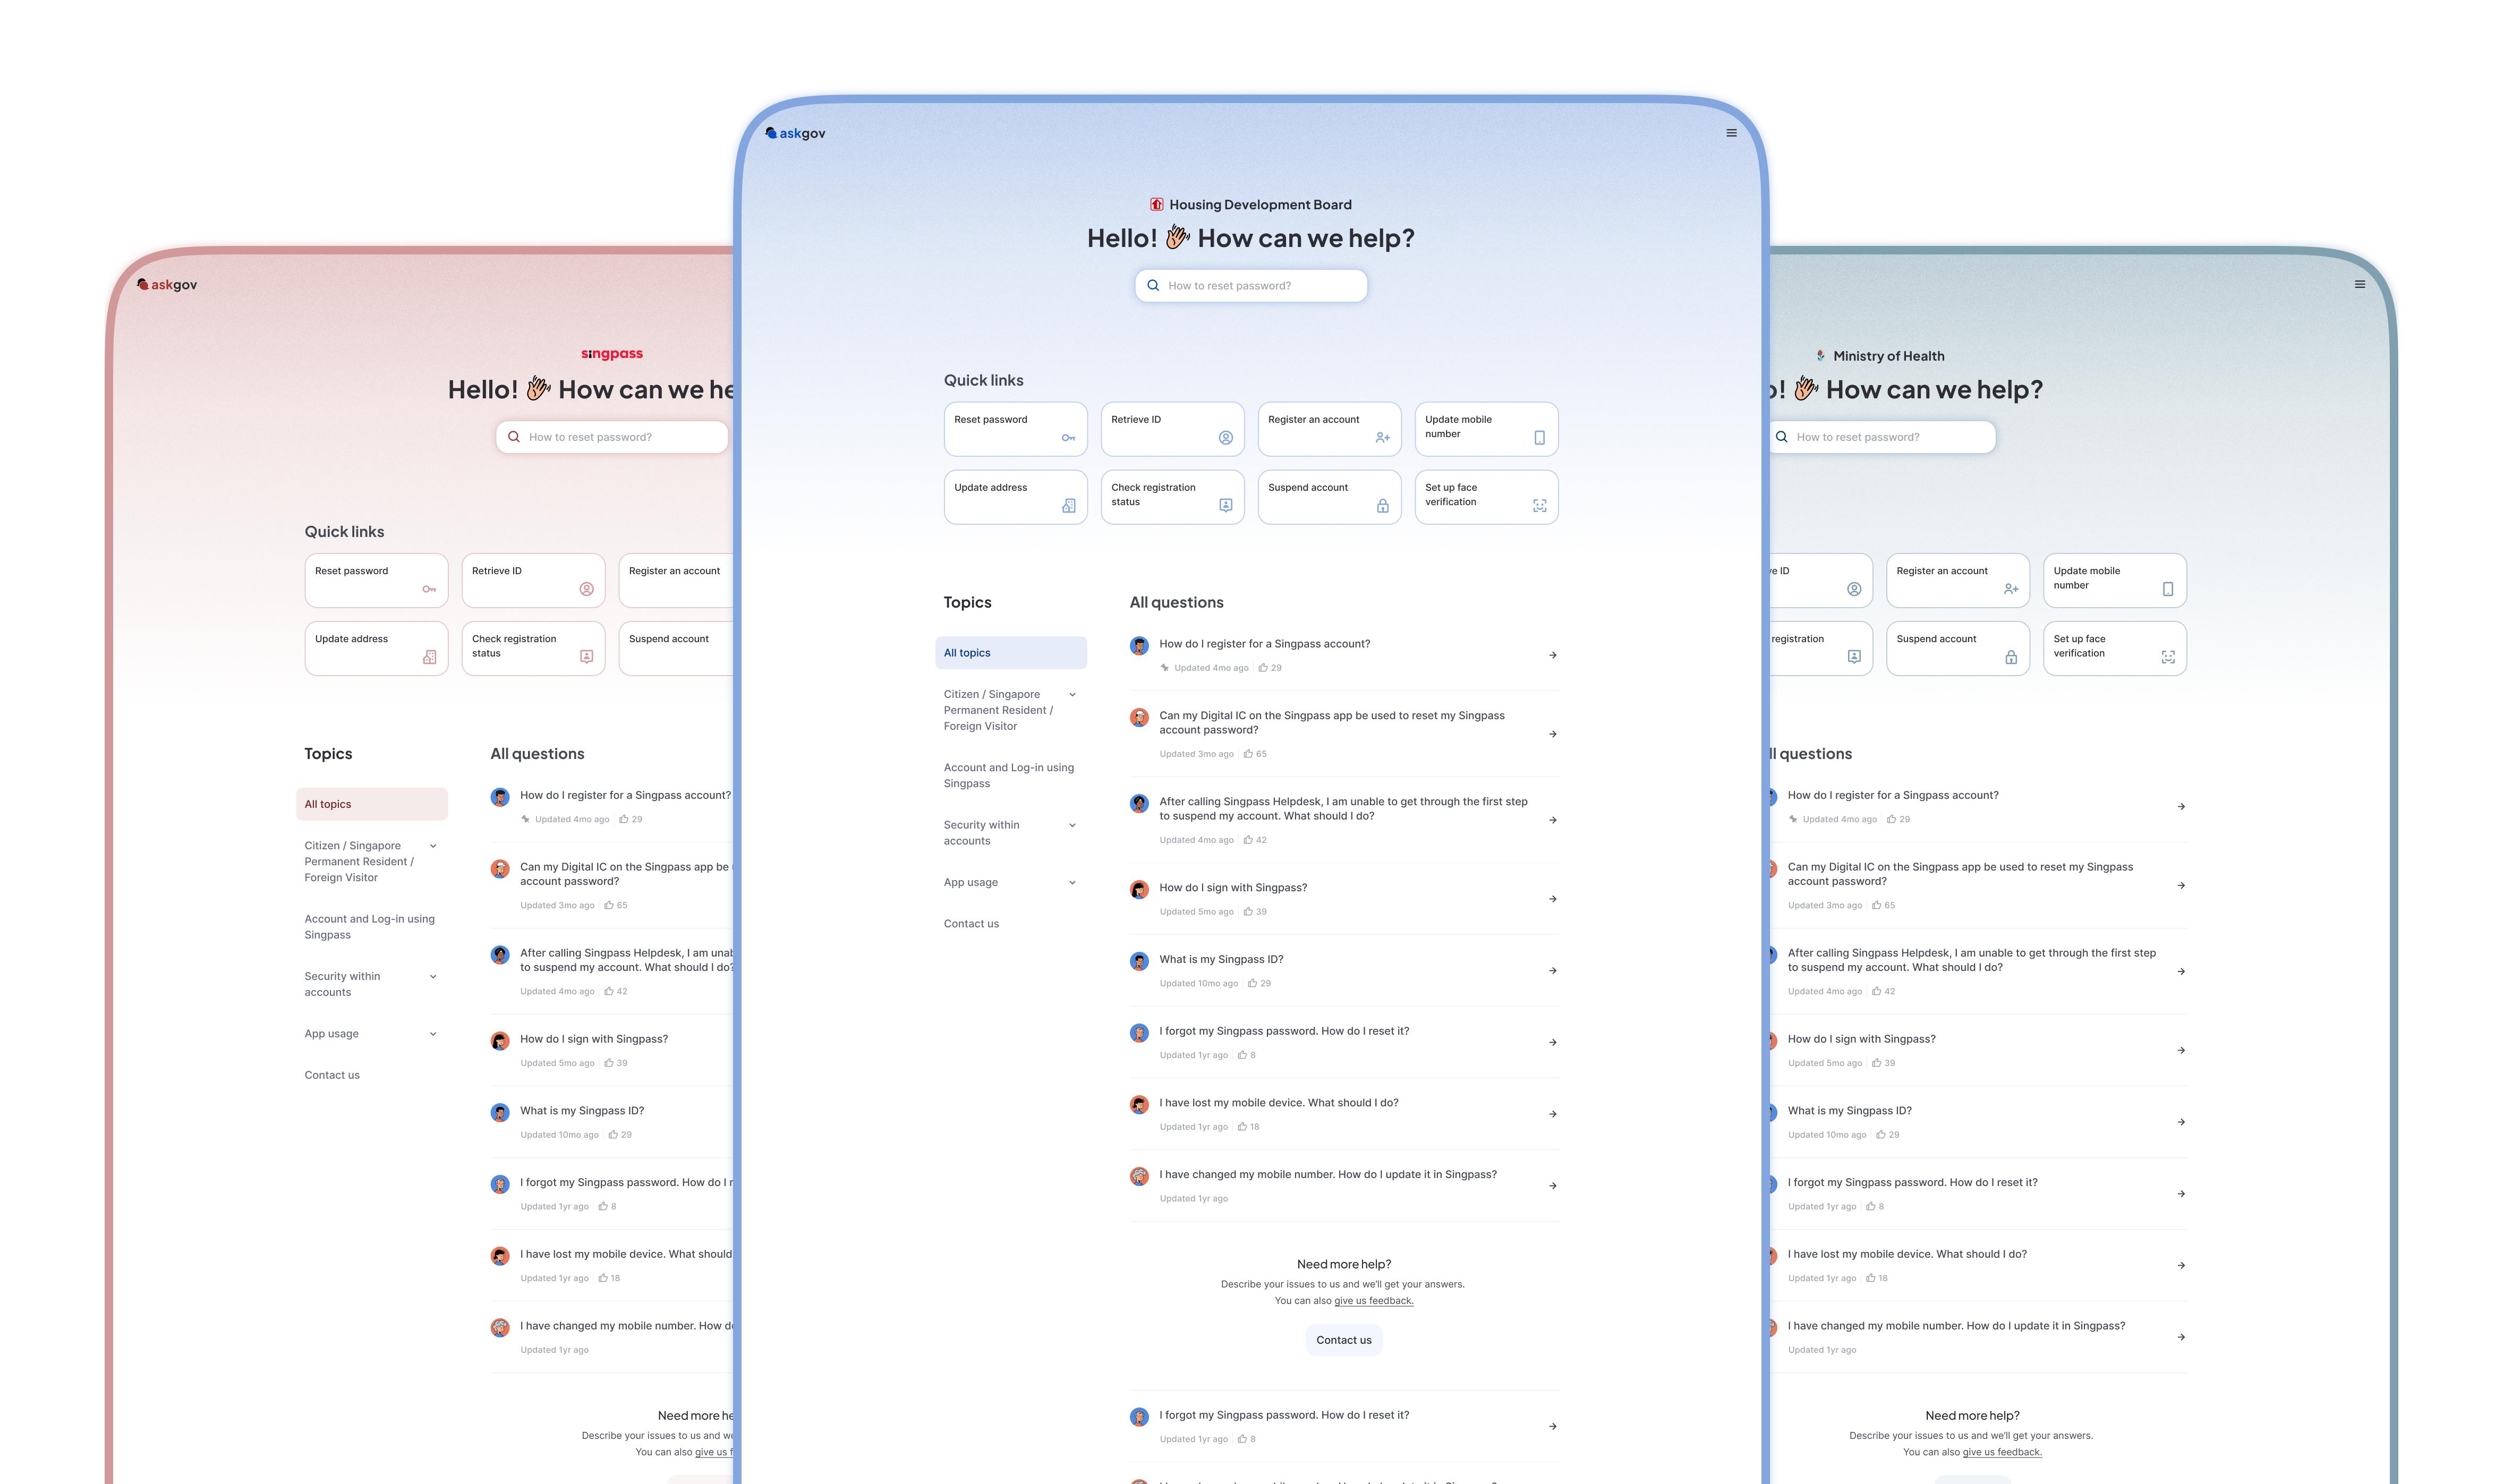 askgov
singpass
Hello! 👋 How can we he
How to reset password?
Quick links
Reset password
Retrieve ID
Register an account
Update address
Check registration
status
Suspend account
Topics
All topics
Citizen / Singapore
Permanent Resident /
Foreign Visitor
Account and Log-in using
Singpass
Security within
accounts
App usage
Contact us
All questions
How do I register for a Singpass account?
Updated 4mo ago 29
Can my Digital IC on the Singpass app be
account password?
Updated 3mo ago 65
After calling Singpass Helpdesk, I am unab
to suspend my account. What should I do?
Updated 4mo ago 42
How do I sign with Singpass?
Updated 5mo ago 39
What is my Singpass ID?
Updated 10mo ago 29
I forgot my Singpass password. How do I r
Updated 1yr ago 8
I have lost my mobile device. What should
Updated 1yr ago 18
I have changed my mobile number. How d
Updated 1yr ago
Need more he
Describe your issues to us and we
You can also give us f
askgov
Housing Development Board
Hello! 👋 How can we help?
How to reset password?
Quick links
Reset password
Retrieve ID
Register an account
Update mobile
number
Update address
Check registration
status
Suspend account
Set up face
verification
Topics
All topics
Citizen / Singapore
Permanent Resident /
Foreign Visitor
Account and Log-in using
Singpass
Security within
accounts
App usage
Contact us
All questions
How do I register for a Singpass account?
Updated 4mo ago 29
Can my Digital IC on the Singpass app be used to reset my Singpass
account password?
Updated 3mo ago 65
After calling Singpass Helpdesk, I am unable to get through the first step
to suspend my account. What should I do?
Updated 4mo ago 42
How do I sign with Singpass?
Updated 5mo ago 39
What is my Singpass ID?
Updated 10mo ago 29
I forgot my Singpass password. How do I reset it?
Updated 1yr ago 8
I have lost my mobile device. What should I do?
Updated 1yr ago 18
I have changed my mobile number. How do I update it in Singpass?
Updated 1yr ago
Need more help?
Describe your issues to us and we'll get your answers.
You can also give us feedback.
Contact us
I forgot my Singpass password. How do I reset it?
Updated 1yr ago 8
Ministry of Health
o! 👋 How can we help?
How to reset password?
ve ID
Register an account
Update mobile
number
registration
Suspend account
Set up face
verification
ll questions
How do I register for a Singpass account?
Updated 4mo ago 29
Can my Digital IC on the Singpass app be used to reset my Singpass
account password?
Updated 3mo ago 65
After calling Singpass Helpdesk, I am unable to get through the first step
to suspend my account. What should I do?
Updated 4mo ago 42
How do I sign with Singpass?
Updated 5mo ago 39
What is my Singpass ID?
Updated 10mo ago 29
I forgot my Singpass password. How do I reset it?
Updated 1yr ago 8
I have lost my mobile device. What should I do?
Updated 1yr ago 18
I have changed my mobile number. How do I update it in Singpass?
Updated 1yr ago
Need more help?
Describe your issues to us and we'll get your answers.
You can also give us feedback.